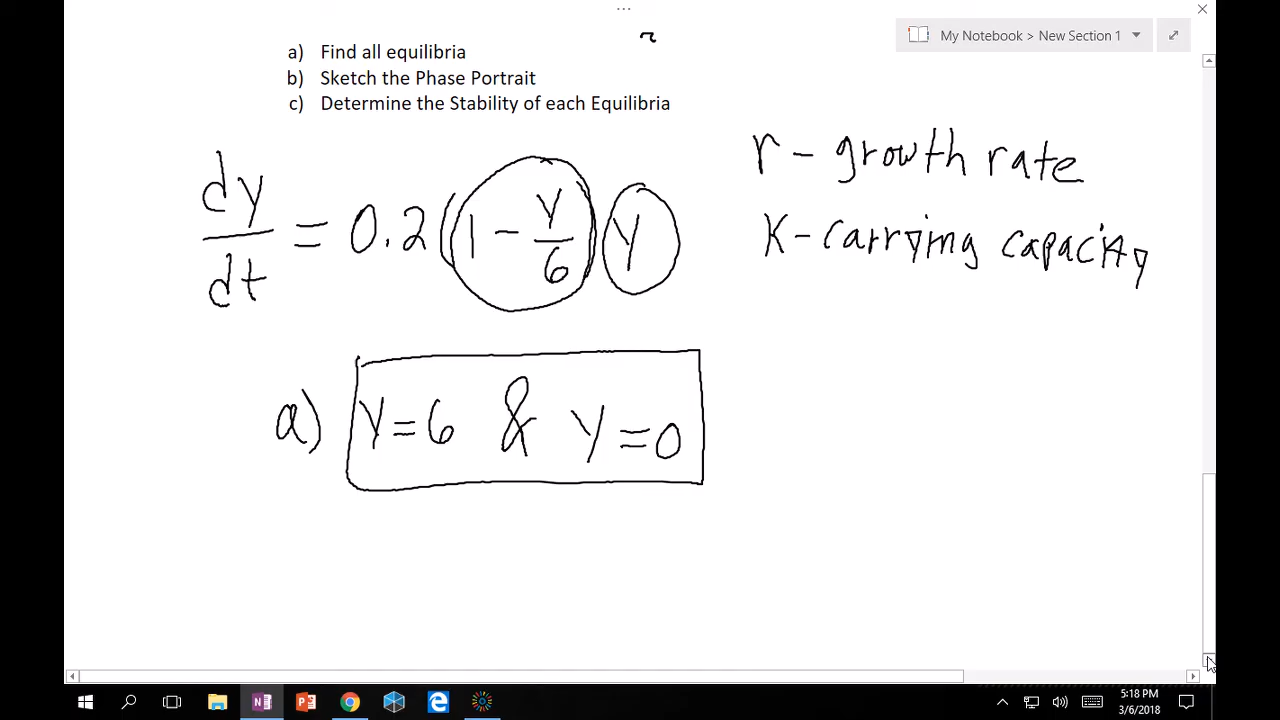 My Notebook > New Section 1
a) Find all equilibria
b) Sketch the Phase Portrait
c) Determine the Stability of each Equilibria
r - growth rate
K - carrying capacity
dy/dt = 0.2(1 - Y/6) Y
a) Y=6 & Y=0
5:18 PM
3/6/2018